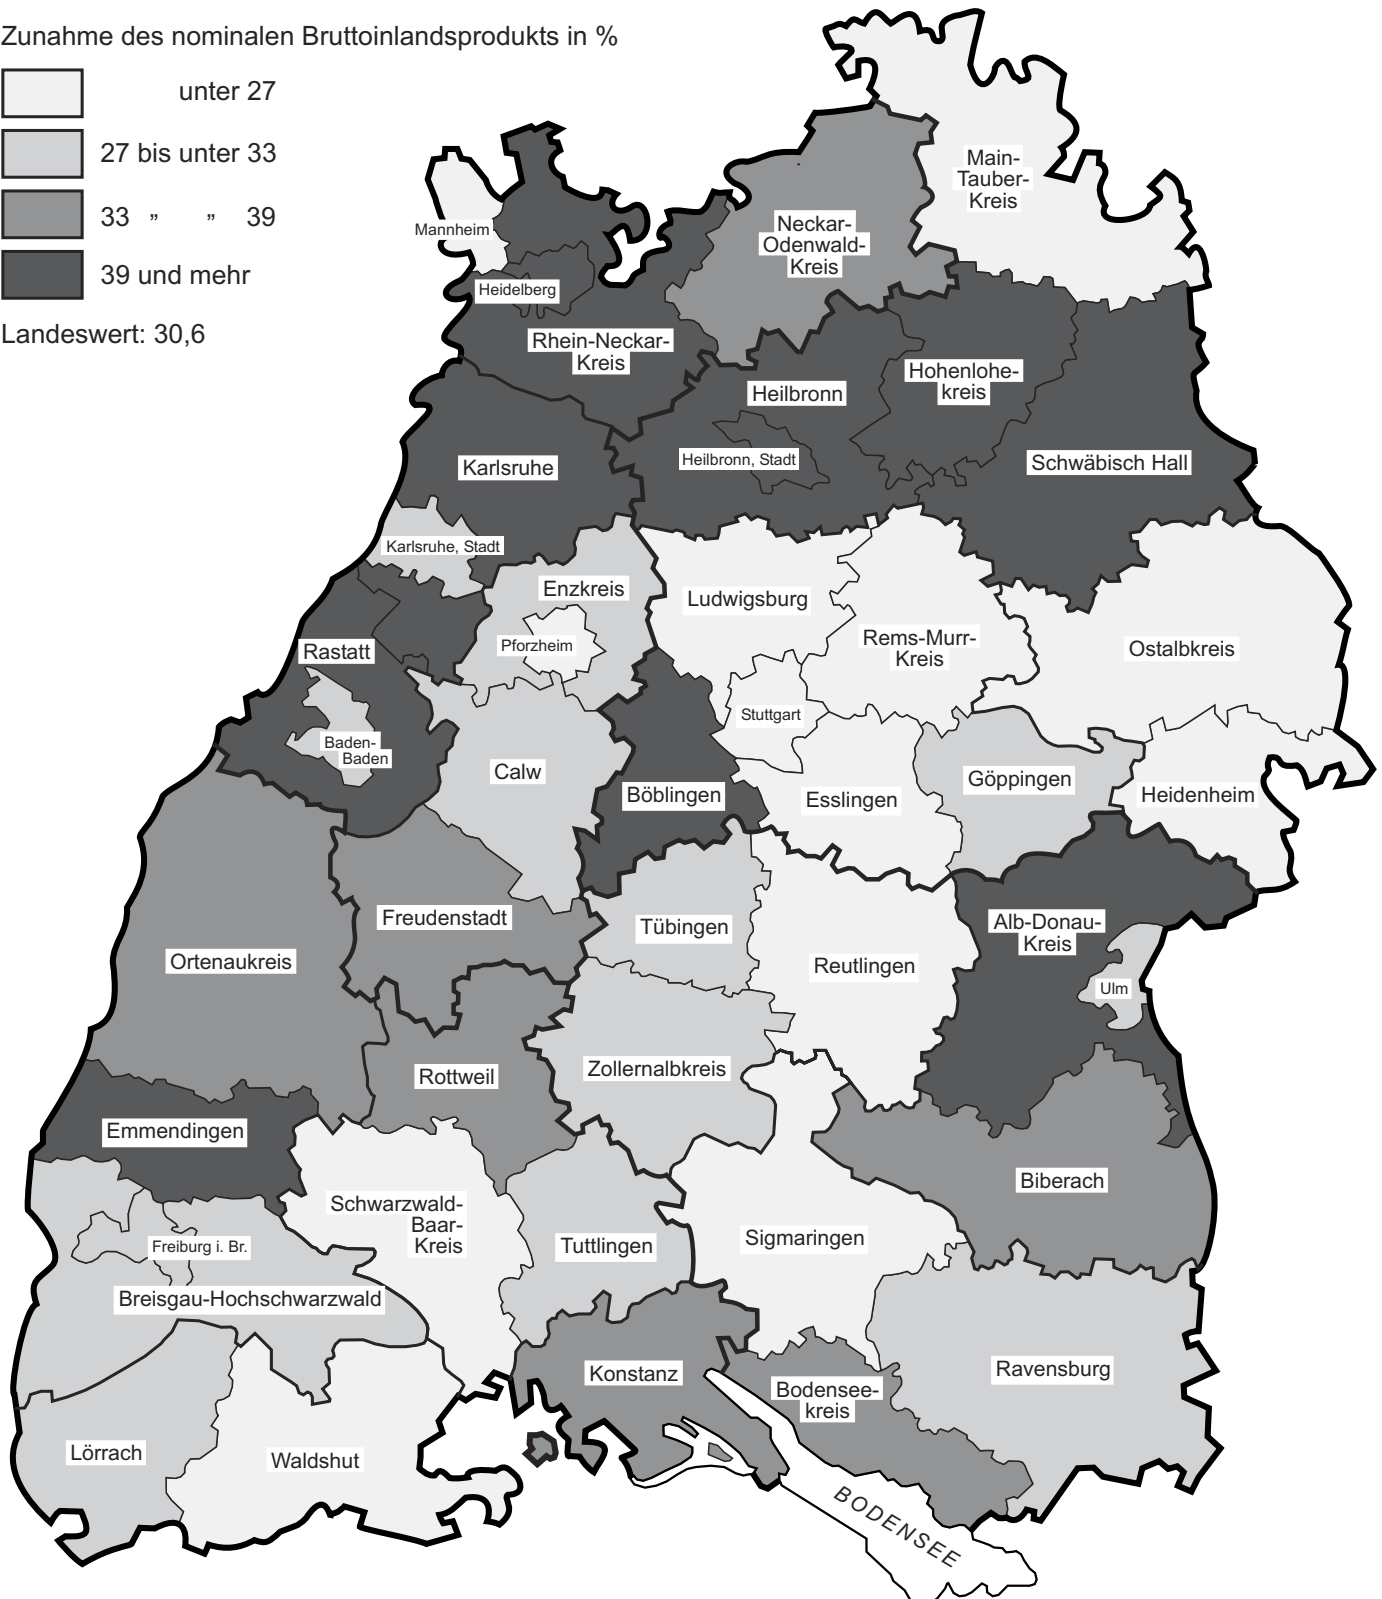 Zunahme des nominalen Bruttoinlandsprodukts in %
unter 27
27 bis unter 33
33 „ „ 39
39 und mehr
Landeswert: 30,6
Main-
Tauber-
Kreis
Mannheim
Neckar-
Odenwald-
Kreis
Heidelberg
Rhein-Neckar-
Kreis
Hohenlohe-
kreis
Heilbronn
Heilbronn, Stadt
Schwäbisch Hall
Karlsruhe
Karlsruhe, Stadt
Enzkreis
Ludwigsburg
Pforzheim
Rems-Murr-
Kreis
Ostalbkreis
Rastatt
Stuttgart
Baden-
Baden
Calw
Böblingen
Esslingen
Göppingen
Heidenheim
Freudenstadt
Tübingen
Alb-Donau-
Kreis
Ortenaukreis
Reutlingen
Ulm
Rottweil
Zollernalbkreis
Emmendingen
Biberach
Schwarzwald-
Baar-
Kreis
Freiburg i. Br.
Tuttlingen
Sigmaringen
Breisgau-Hochschwarzwald
Konstanz
Bodensee-
kreis
Ravensburg
Lörrach
Waldshut
BODENSEE